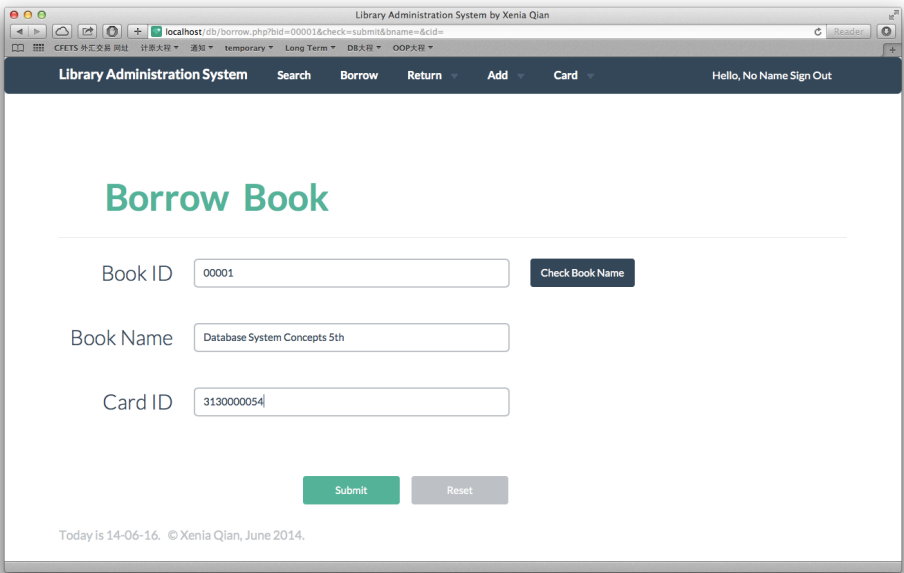 Library Administration System by Xenia Qian
localhost/db/borrow.php?bid=00001&check=submit&bname=&cid=
Reader
CFETS 外汇交易 网址 计添大程 通知 temporary Long Term DB大程 OOP大程
Library Administration System Search Borrow Return Add Card Hello, No Name Sign Out
Borrow Book
Book ID 00001 Check Book Name
Book Name Database System Concepts 5th
Card ID 3130000054
Submit Reset
Today is 14-06-16. © Xenia Qian, June 2014.